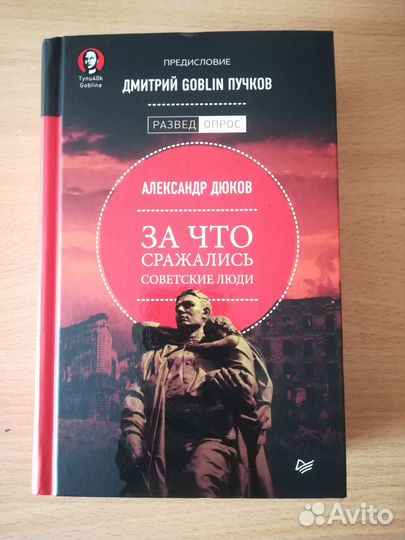 Tynu40k
Goblina
ПРЕДИСЛОВИЕ
ДМИТРИЙ GOBLIN ПУЧКОВ
РАЗВЕД ОПРОС
АЛЕКСАНДР ДЮКОВ
ЗА ЧТО
СРАЖАЛИСЬ
СОВЕТСКИЕ ЛЮДИ
Avito